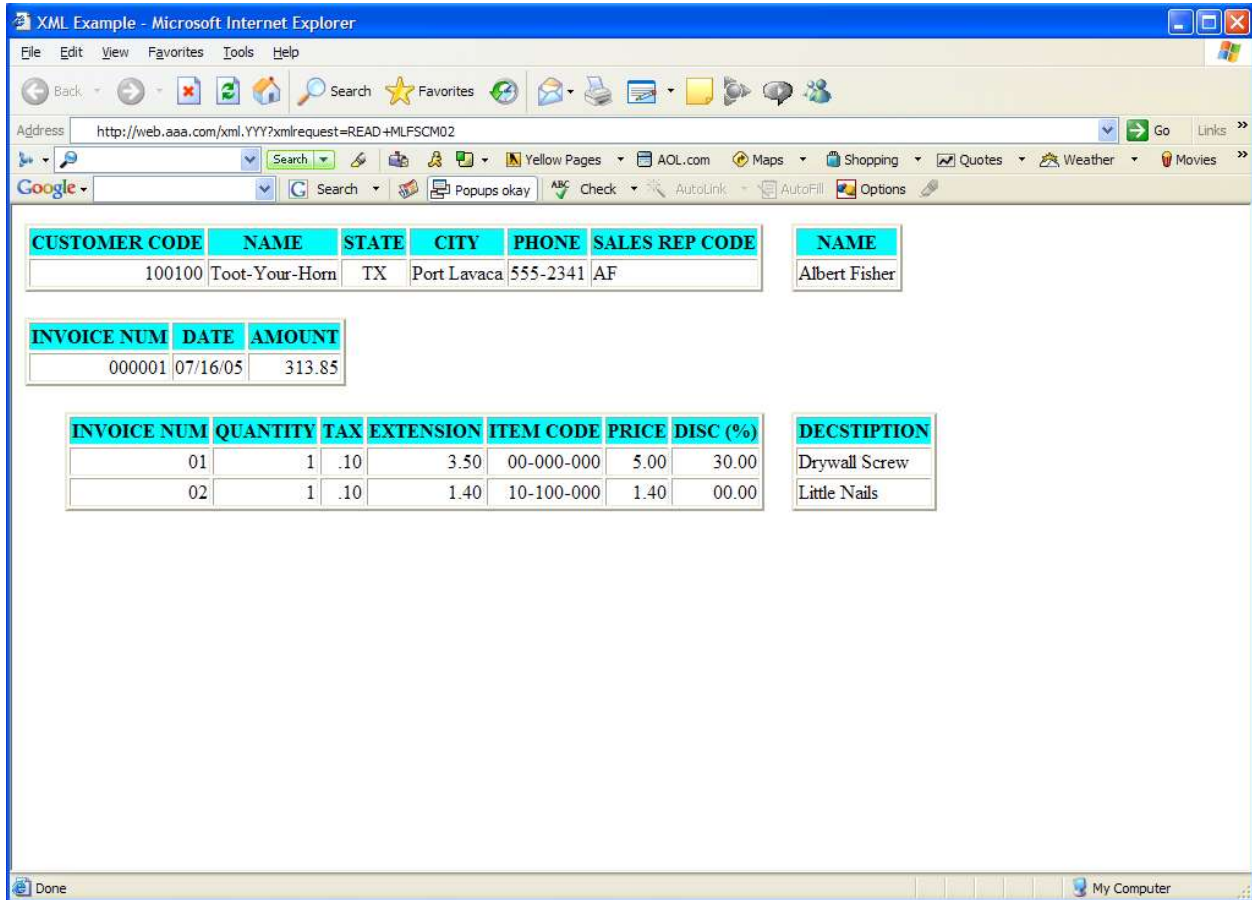 XML Example - Microsoft Internet Explorer
File Edit View Favorites Tools Help
Back Search Favorites
Address http://web.aaa.com/xml.YYY?xmlrequest=READ+MLFSCM02 Go Links »
Search Yellow Pages AOL.com Maps Shopping Quotes Weather Movies »
Google Search Popups okay ABC Check AutoLink AutoFill Options
CUSTOMER CODE NAME STATE CITY PHONE SALES REP CODE NAME
100100 Toot-Your-Horn TX Port Lavaca 555-2341 AF Albert Fisher
INVOICE NUM DATE AMOUNT
000001 07/16/05 313.85
INVOICE NUM QUANTITY TAX EXTENSION ITEM CODE PRICE DISC (%) DECSTIPTION
01 1 .10 3.50 00-000-000 5.00 30.00 Drywall Screw
02 1 .10 1.40 10-100-000 1.40 00.00 Little Nails
Done My Computer